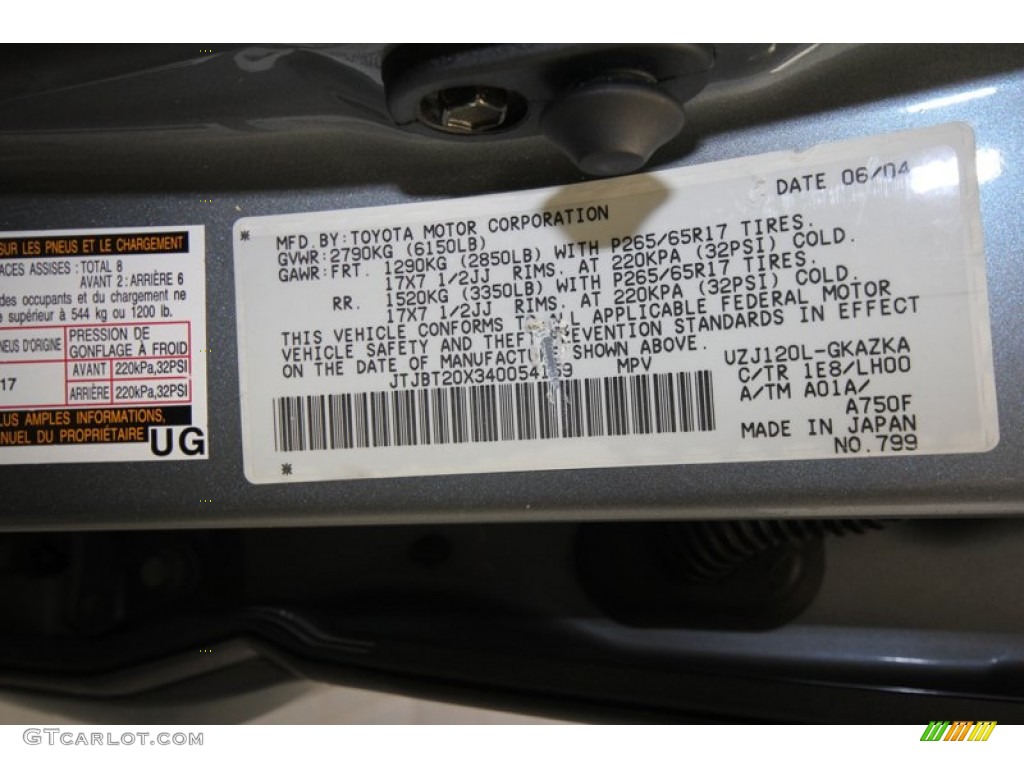 SUR LES PNEUS ET LE CHARGEMENT
ACES ASSISES: TOTAL 8
AVANT 2: ARRIÈRE 6
des occupants et du chargement ne
e supérieur à 544 kg ou 1200 lb.
NEUS D'ORIGINE PRESSION DE
GONFLAGE À FROID
17 AVANT 220kPa,32PSI
ARRIÈRE 220kPa,32PSI
LUS AMPLES INFORMATIONS,
ANUEL DU PROPRIÉTAIRE UG
* DATE 06/04
MFD.BY:TOYOTA MOTOR CORPORATION
GVWR:2790KG (6150LB)
GAWR:FRT. 1290KG (2850LB) WITH P265/65R17 TIRES.
17X7 1/2JJ RIMS. AT 220KPA (32PSI) COLD.
RR. 1520KG (3350LB) WITH P265/65R17 TIRES.
17X7 1/2JJ RIMS. AT 220KPA (32PSI) COLD.
THIS VEHICLE CONFORMS TO ALL APPLICABLE FEDERAL MOTOR
VEHICLE SAFETY AND THEFT PREVENTION STANDARDS IN EFFECT
ON THE DATE OF MANUFACTURE SHOWN ABOVE.
JTJBT20X340054169 MPV
UZJ120L-GKAZKA
C/TR 1E8/LH00
A/TM A01A/
A750F
MADE IN JAPAN
NO.799
*
GTCarlot.com